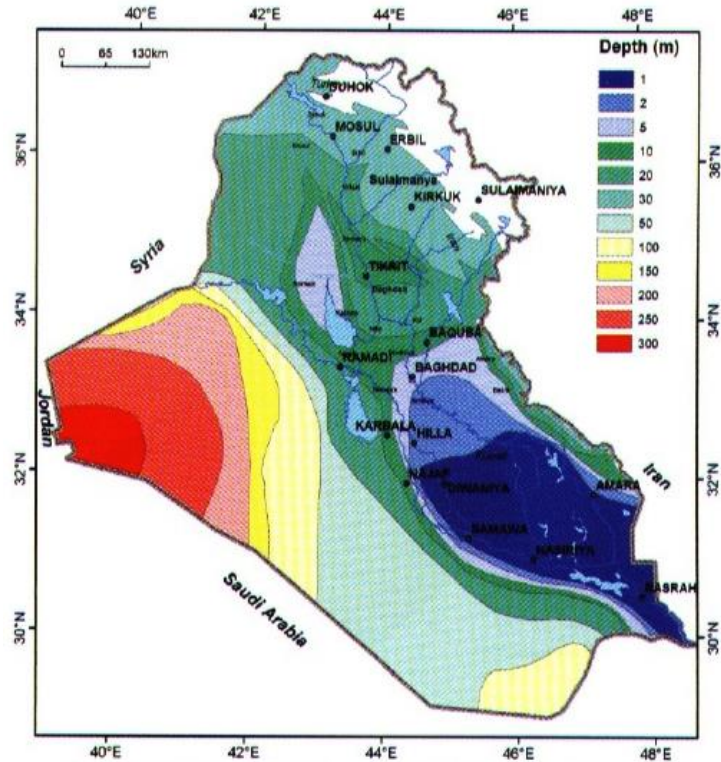 40°E 42°E 44°E 46°E 48°E
0 65 130km
Depth (m)
1
2
5
10
20
30
50
100
150
200
250
300
36°N
34°N
32°N
30°N
36°N
34°N
32°N
30°N
DUHOK
MOSUL
ERBIL
Sulaimanya
KIRKUK
SULAIMANIYA
Syria
TIKRIT
Baghdad
BAQUBA
RAMADI
BAGHDAD
Jordan
KARBALA
HILLA
NAJAF
DIWANIYA
Iran
AMARA
SAMAWA
NASIRIYA
BASRAH
Saudi Arabia
40°E 42°E 44°E 46°E 48°E